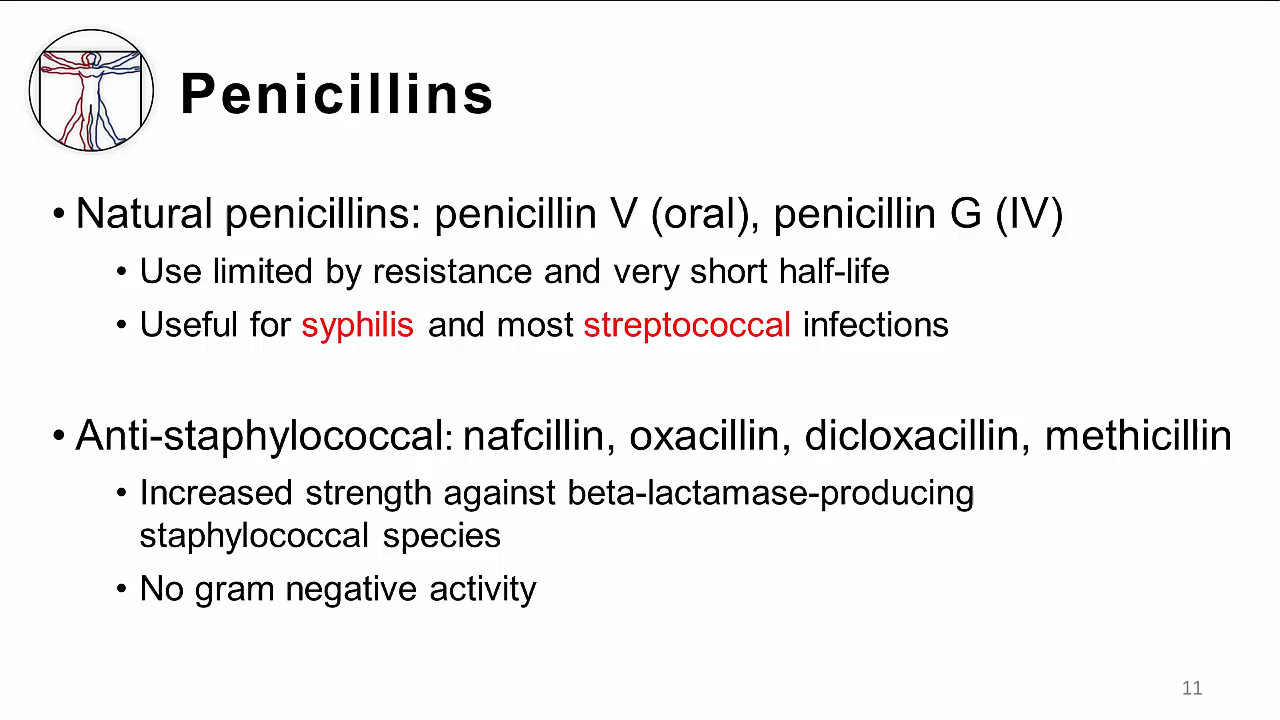 Penicillins
• Natural penicillins: penicillin V (oral), penicillin G (IV)
• Use limited by resistance and very short half-life
• Useful for syphilis and most streptococcal infections
• Anti-staphylococcal: nafcillin, oxacillin, dicloxacillin, methicillin
• Increased strength against beta-lactamase-producing
staphylococcal species
• No gram negative activity
11